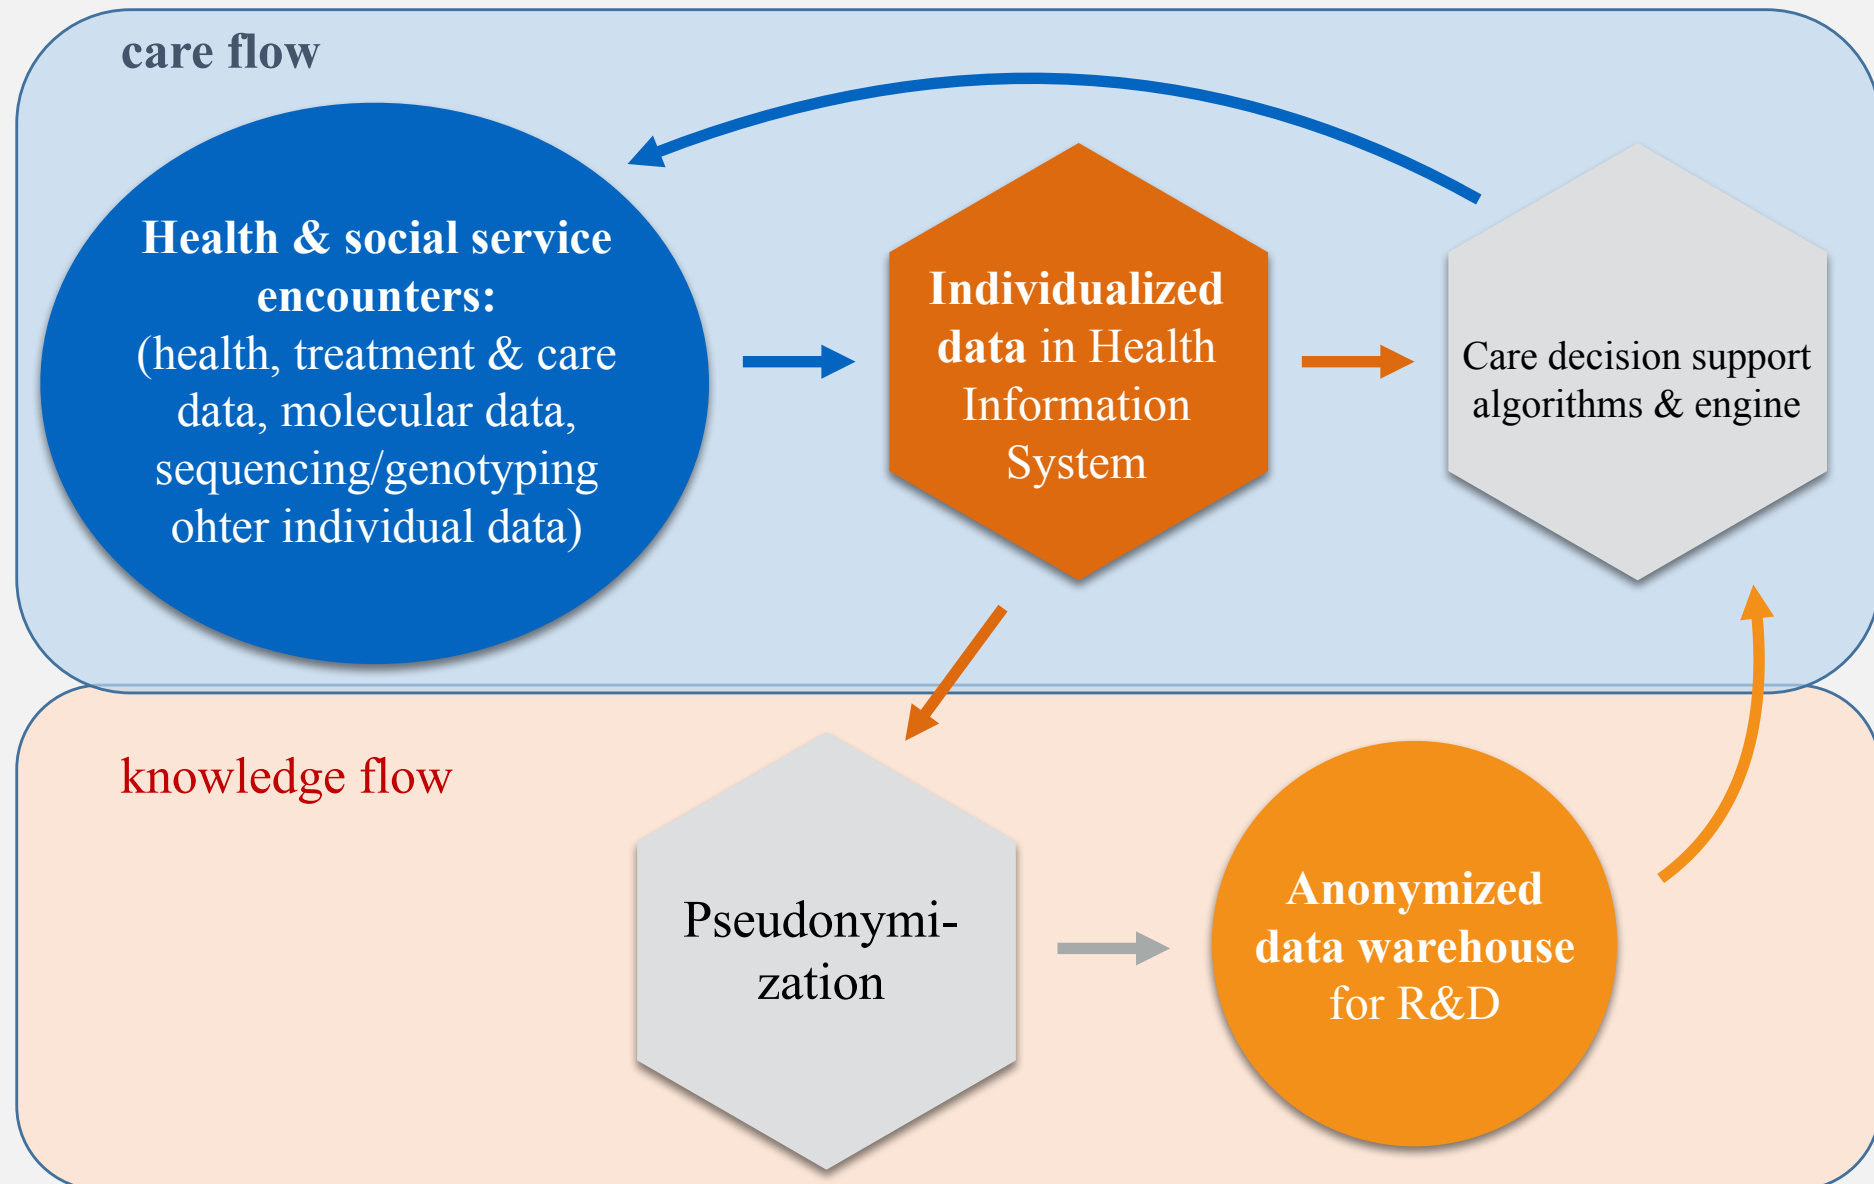 care flow
Health & social service
encounters:
(health, treatment & care
data, molecular data,
sequencing/genotyping
ohter individual data)
Individualized
data in Health
Information
System
Care decision support
algorithms & engine
knowledge flow
Pseudonymi-
zation
Anonymized
data warehouse
for R&D